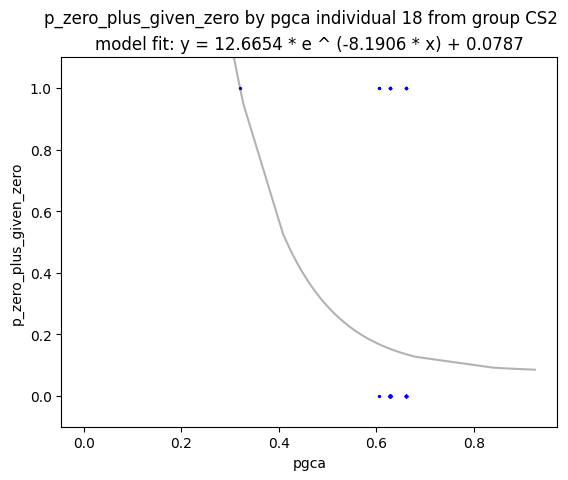 p_zero_plus_given_zero by pgca individual 18 from group CS2
model fit: y = 12.6654 * e ^ (-8.1906 * x) + 0.0787
1.0
0.8
0.6
0.4
0.2
0.0
p_zero_plus_given_zero
0.0 0.2 0.4 0.6 0.8
pgca